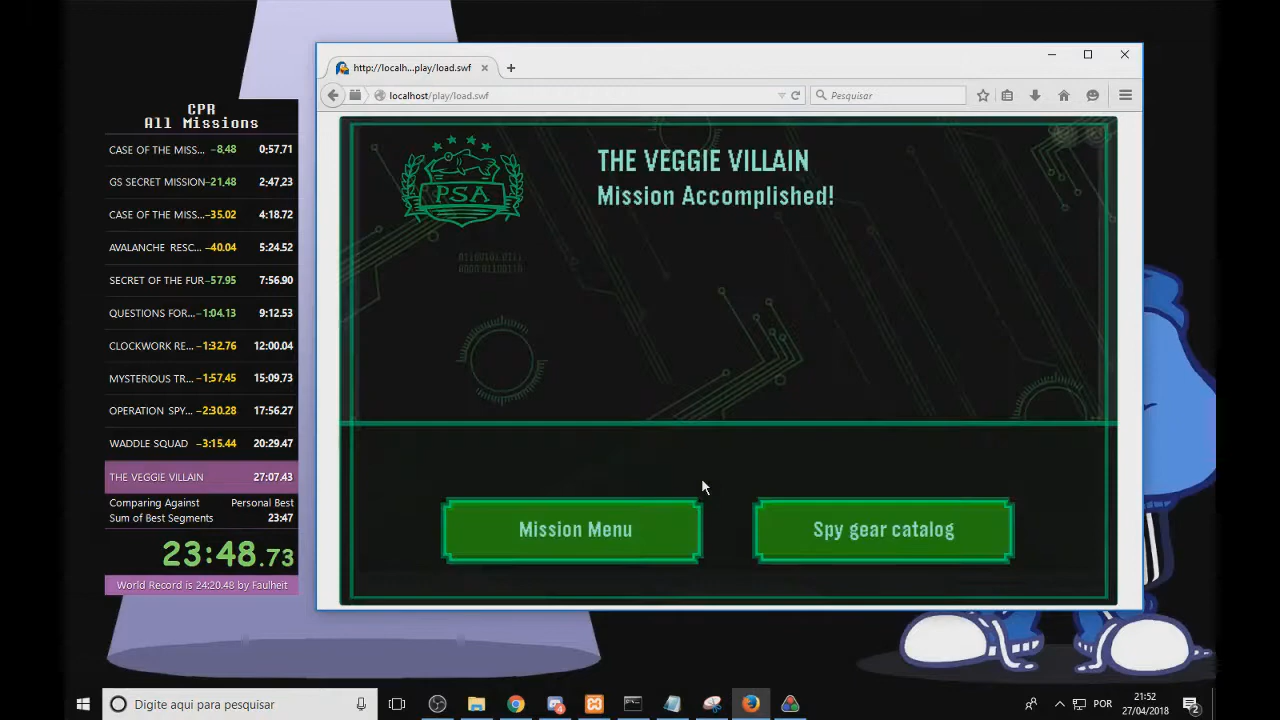 CPR
All Missions
CASE OF THE MISS... −8,48 0:57,71
GS SECRET MISSION −21,48 2:47,23
CASE OF THE MISS... −35.02 4:18.72
AVALANCHE RESC... −40.04 5:24.52
SECRET OF THE FUR −57.95 7:56.90
QUESTIONS FOR... −1:04.13 9:12.53
CLOCKWORK RE... −1:32.76 12:00.04
MYSTERIOUS TR... −1:57.45 15:09.73
OPERATION SPY... −2:30.28 17:56.27
WADDLE SQUAD −3:15.44 20:29.47
THE VEGGIE VILLAIN 27:07.43
Comparing Against Personal Best
Sum of Best Segments 23:47
23:48.73
World Record is 24:20.48 by Faulheit
http://localh...play/load.swf
localhost/play/load.swf
Pesquisar
PSA
THE VEGGIE VILLAIN
Mission Accomplished!
Mission Menu
Spy gear catalog
Digite aqui para pesquisar
POR
21:52
27/04/2018
2